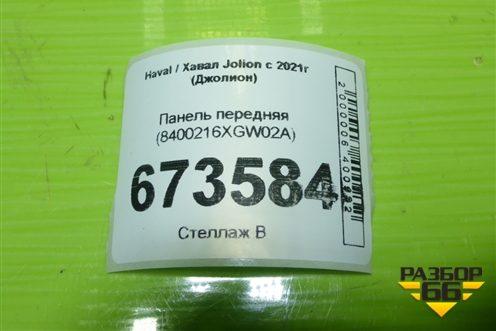 Haval / Хавал Jolion с 2021г
(Джолион)
Панель передняя
(8400216XGW02A)
673584
Стеллаж В
РАЗБОР
66